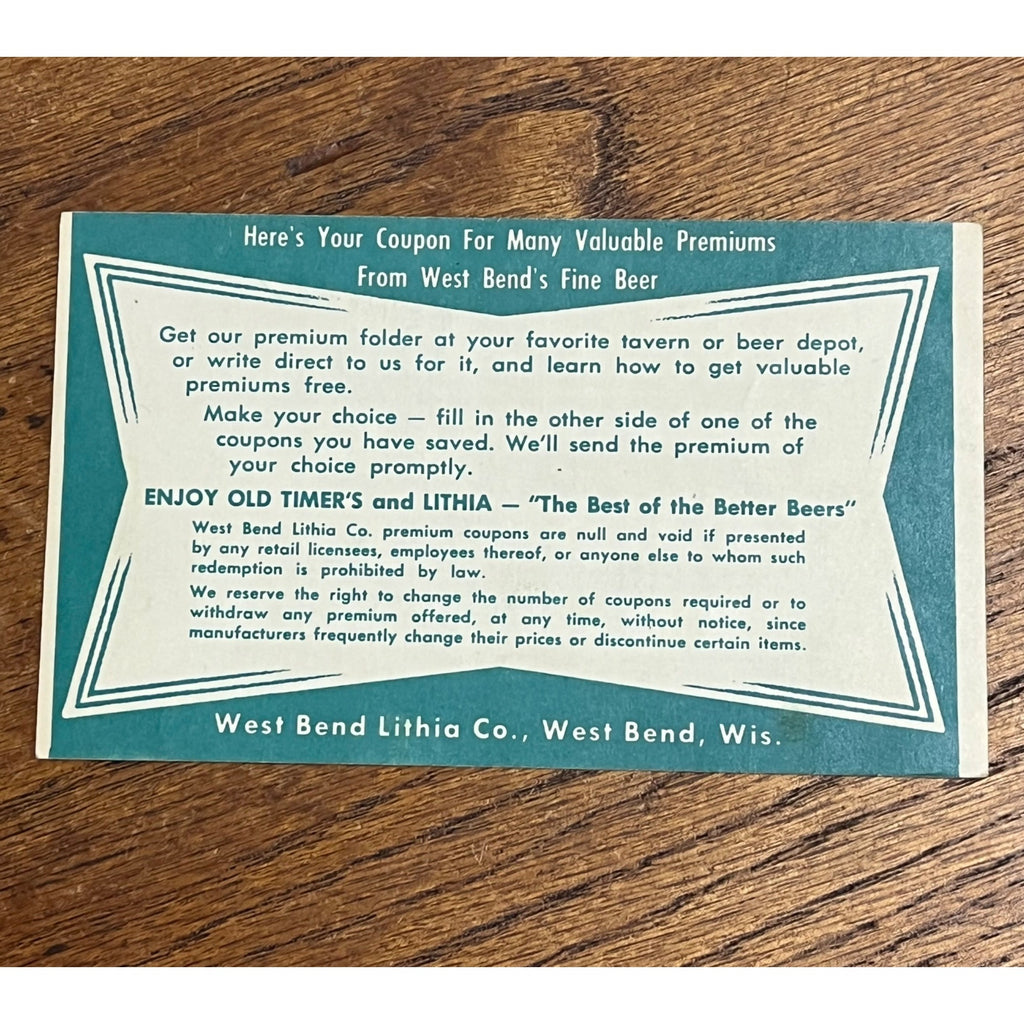 Here's Your Coupon For Many Valuable Premiums
From West Bend's Fine Beer
Get our premium folder at your favorite tavern or beer depot,
or write direct to us for it, and learn how to get valuable
premiums free.
Make your choice — fill in the other side of one of the
coupons you have saved. We'll send the premium of
your choice promptly.
ENJOY OLD TIMER'S and LITHIA — "The Best of the Better Beers"
West Bend Lithia Co. premium coupons are null and void if presented
by any retail licensees, employees thereof, or anyone else to whom such
redemption is prohibited by law.
We reserve the right to change the number of coupons required or to
withdraw any premium offered, at any time, without notice, since
manufacturers frequently change their prices or discontinue certain items.
West Bend Lithia Co., West Bend, Wis.